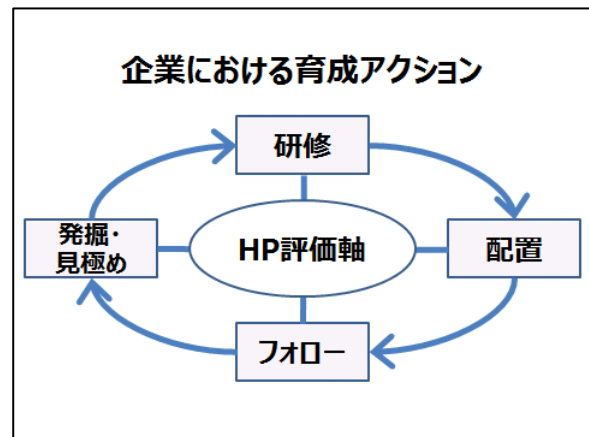 企業における育成アクション
研修
発掘・
見極め
HP評価軸
配置
フォロー